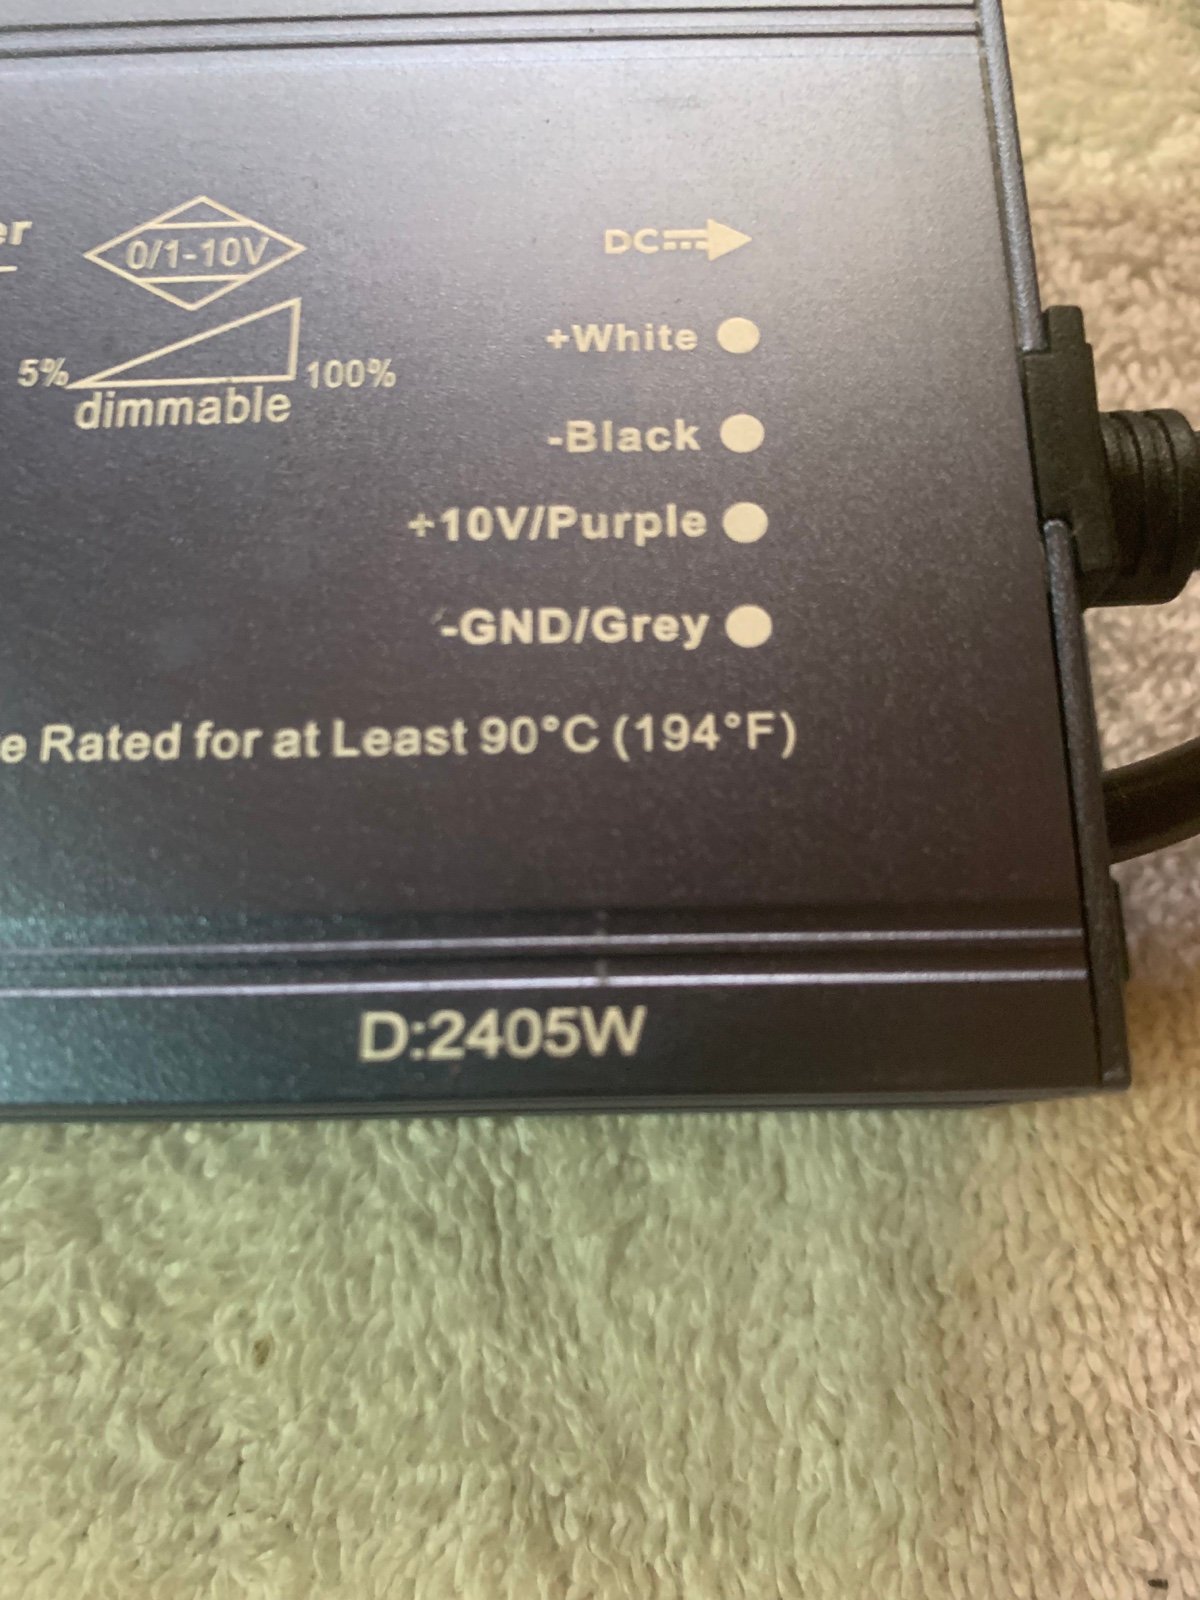 0/1-10V
5% 100%
dimmable
DC
+White
-Black
+10V/Purple
-GND/Grey
Rated for at Least 90°C (194°F)
D:2405W